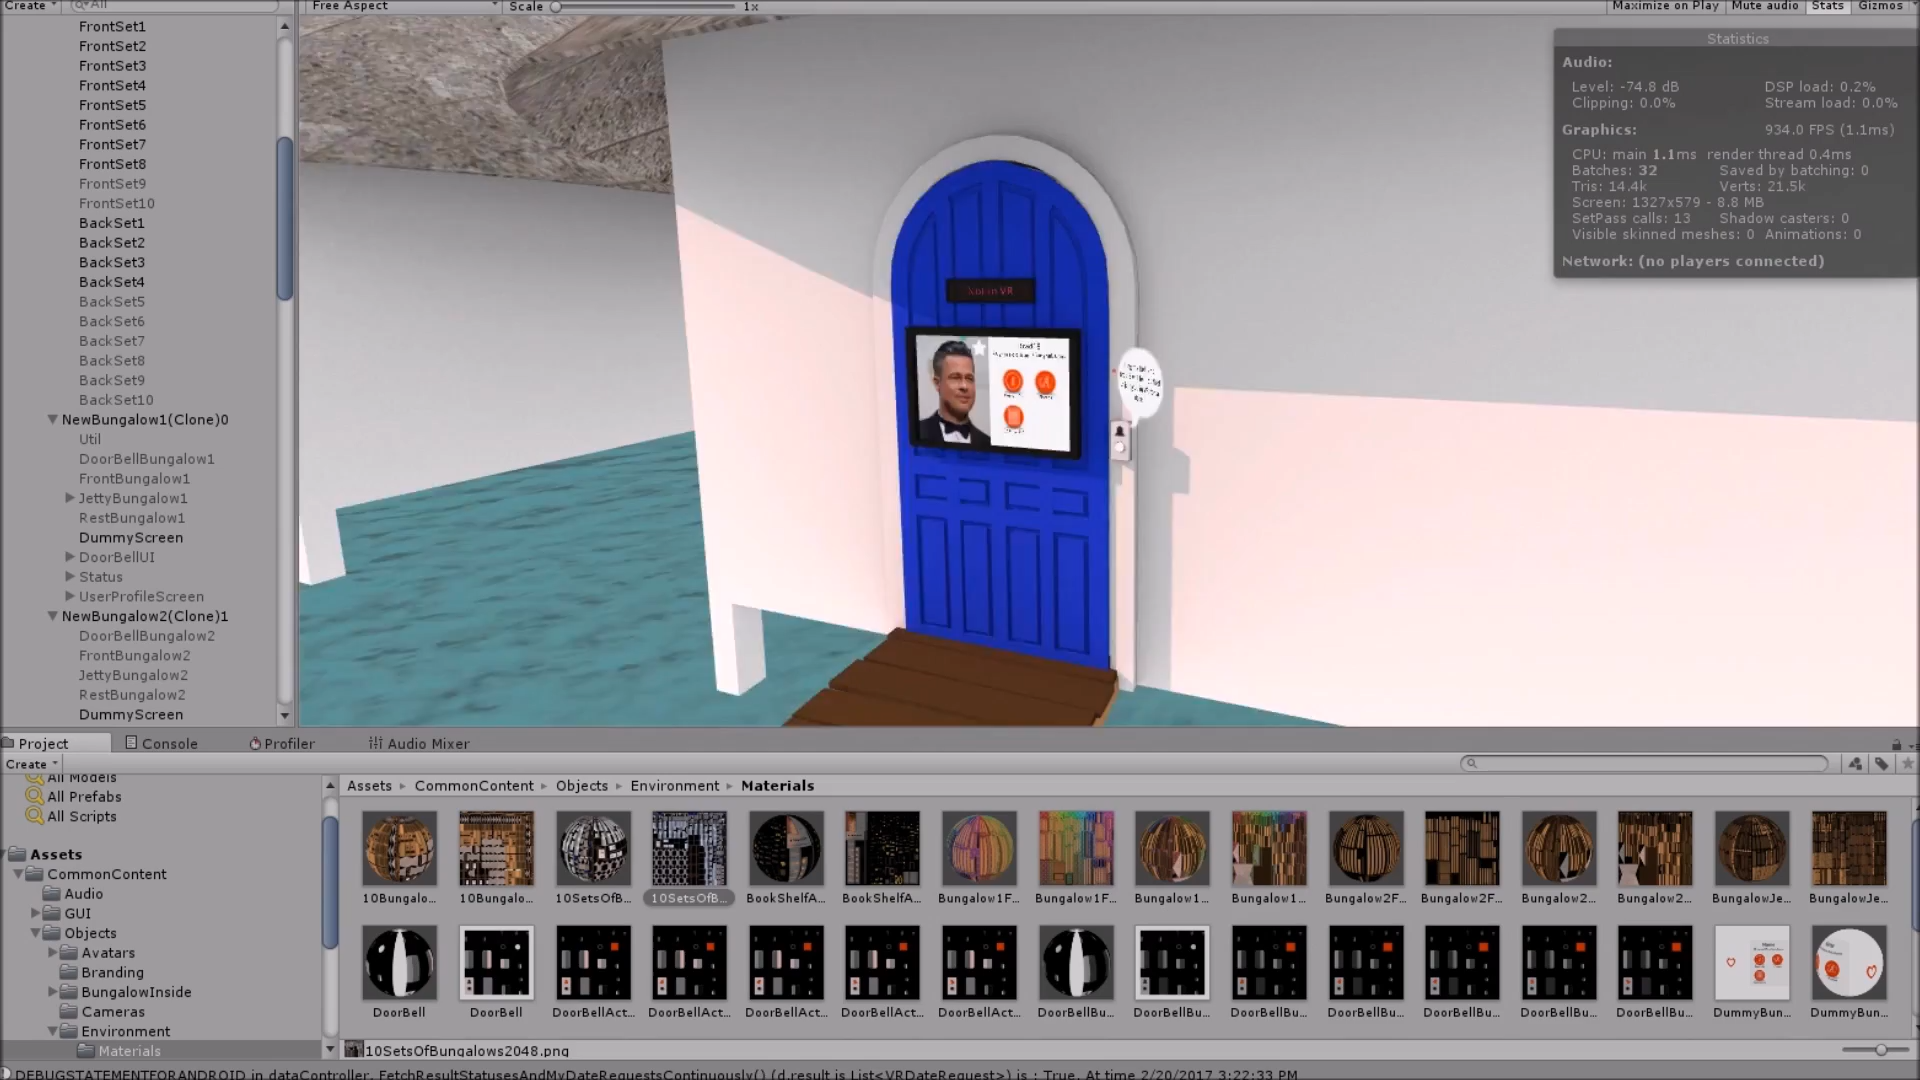 Create
All
Free Aspect
Scale
1x
Maximize on Play
Mute audio
Stats
Gizmos
FrontSet1
FrontSet2
FrontSet3
FrontSet4
FrontSet5
FrontSet6
FrontSet7
FrontSet8
FrontSet9
FrontSet10
BackSet1
BackSet2
BackSet3
BackSet4
BackSet5
BackSet6
BackSet7
BackSet8
BackSet9
BackSet10
NewBungalow1(Clone)0
Util
DoorBellBungalow1
FrontBungalow1
JettyBungalow1
RestBungalow1
DummyScreen
DoorBellUI
Status
UserProfileScreen
NewBungalow2(Clone)1
DoorBellBungalow2
FrontBungalow2
JettyBungalow2
RestBungalow2
DummyScreen
Not in VR
Statistics
Audio:
Level: -74.8 dB DSP load: 0.2%
Clipping: 0.0% Stream load: 0.0%
Graphics: 934.0 FPS (1.1ms)
CPU: main 1.1ms render thread 0.4ms
Batches: 32 Saved by batching: 0
Tris: 14.4k Verts: 21.5k
Screen: 1327x579 - 8.8 MB
SetPass calls: 13 Shadow casters: 0
Visible skinned meshes: 0 Animations: 0
Network: (no players connected)
Project
Console
Profiler
Audio Mixer
Create
All Models
All Prefabs
All Scripts
Assets
CommonContent
Audio
GUI
Objects
Avatars
Branding
BungalowInside
Cameras
Environment
Materials
Assets CommonContent Objects Environment Materials
10Bungalo... 10Bungalo... 10SetsOfB... 10SetsOfB... BookShelfA... BookShelfA... Bungalow1F... Bungalow1F... Bungalow1... Bungalow1... Bungalow2F... Bungalow2F... Bungalow2... Bungalow2... BungalowJe... BungalowJe...
DoorBell DoorBell DoorBellAct... DoorBellAct... DoorBellAct... DoorBellAct... DoorBellAct... DoorBellBu... DoorBellBu... DoorBellBu... DoorBellBu... DoorBellBu... DoorBellBu... DoorBellBu... DummyBun... DummyBun...
10SetsOfBungalows2048.png
DEBUGSTATEMENTFORANDROID in dataController, FetchResultStatusesAndMyDateRequestsContinuously() (d.result is List<VRDateRequest>) is : True, At time 2/20/2017 3:22:33 PM